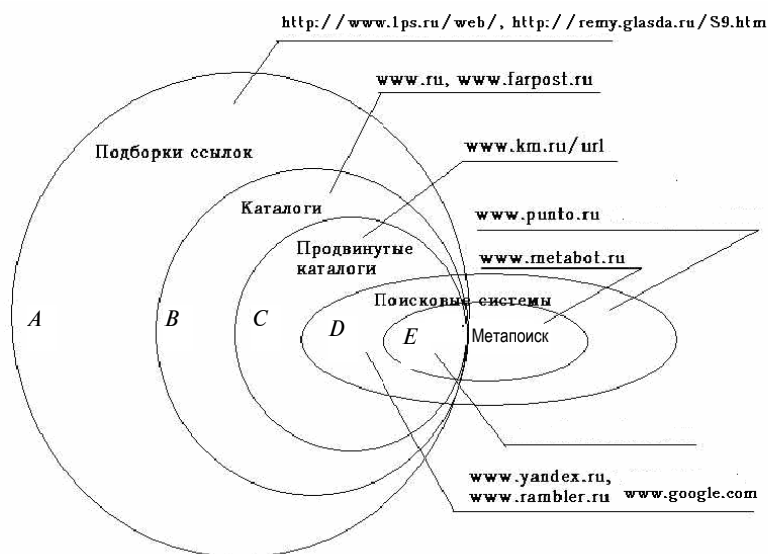 http://www.1ps.ru/web/, http://remy.glasda.ru/S9.htm
www.ru, www.farpost.ru
Подборки ссылок
www.km.ru/url
Каталоги
www.punto.ru
Продвинутые
каталоги
www.metabot.ru
Поисковые системы
A B C D E Метапоиск
www.yandex.ru,
www.rambler.ru www.google.com